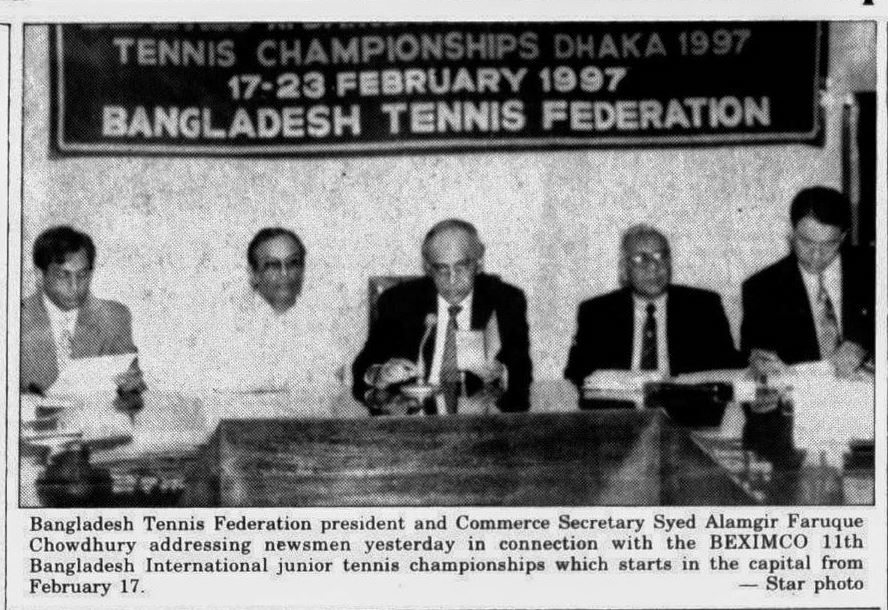 TENNIS CHAMPIONSHIPS DHAKA 1997
17-23 FEBRUARY 1997
BANGLADESH TENNIS FEDERATION
Bangladesh Tennis Federation president and Commerce Secretary Syed Alamgir Faruque
Chowdhury addressing newsmen yesterday in connection with the BEXIMCO 11th
Bangladesh International junior tennis championships which starts in the capital from
February 17. — Star photo